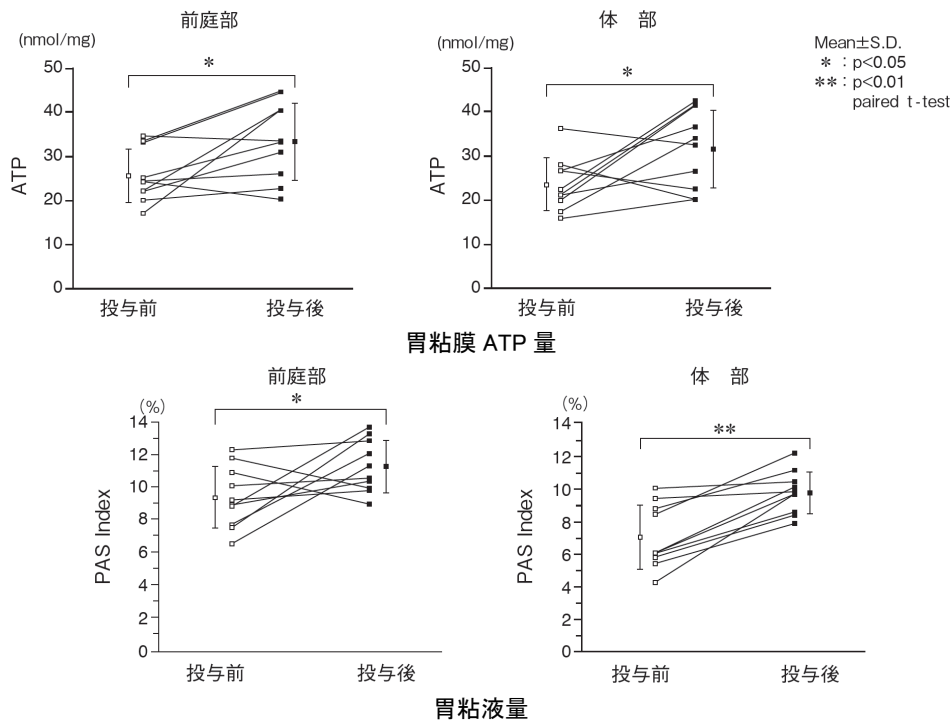 前庭部
(nmol/mg)
*
50
40
30
20
10
0
ATP
投与前 投与後
体 部
(nmol/mg)
*
50
40
30
20
10
0
ATP
投与前 投与後
Mean±S.D.
* : p<0.05
** : p<0.01
paired t-test
胃粘膜 ATP 量
前庭部
(%)
*
14
12
10
8
6
4
2
0
PAS Index
投与前 投与後
体 部
(%)
**
14
12
10
8
6
4
2
0
PAS Index
投与前 投与後
胃粘液量